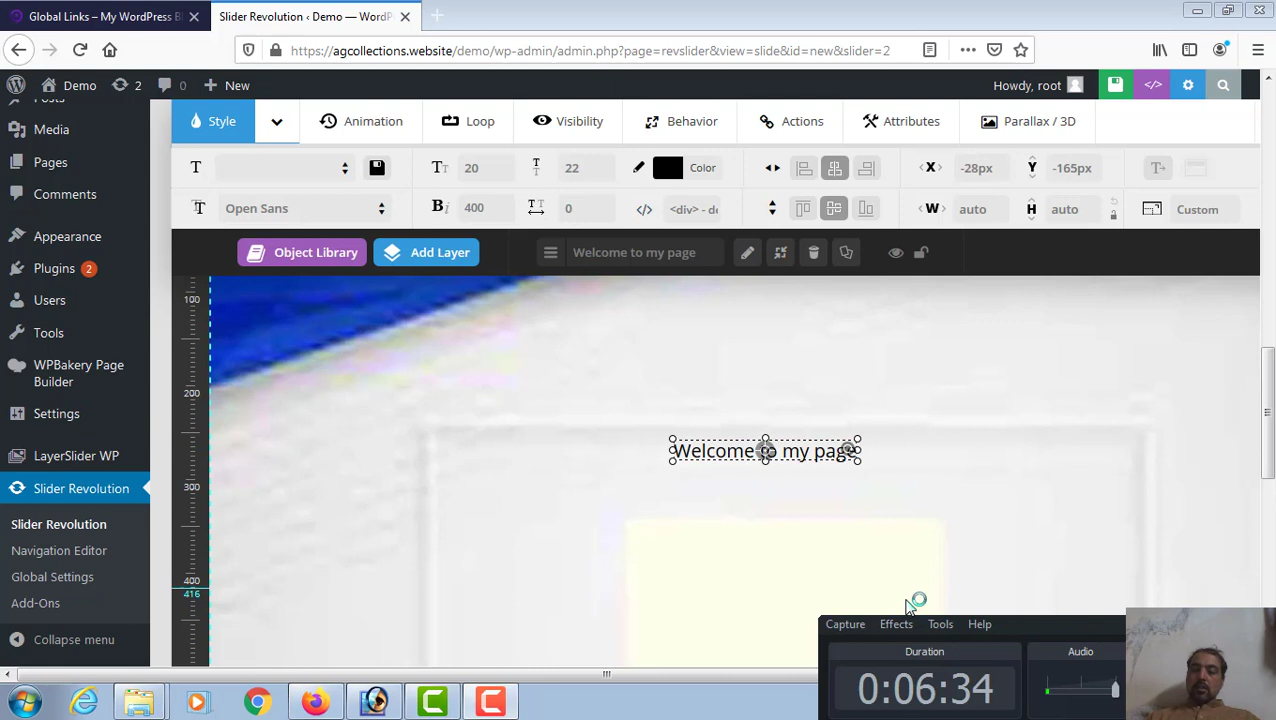 Global Links – My WordPress B
Slider Revolution ‹ Demo — WordP
https://agcollections.website/demo/wp-admin/admin.php?page=revslider&view=slide&id=new&slider=2
Demo
2
0
New
Howdy, root
Posts
Media
Pages
Comments
Appearance
Plugins 2
Users
Tools
WPBakery Page
Builder
Settings
LayerSlider WP
Slider Revolution
Slider Revolution
Navigation Editor
Global Settings
Add-Ons
Collapse menu
Style
Animation
Loop
Visibility
Behavior
Actions
Attributes
Parallax / 3D
20
22
Color
X -28px
Y -165px
Open Sans
400
0
<div> - de
W auto
H auto
Custom
Object Library
Add Layer
Welcome to my page
100
200
300
400
416
Welcome to my page
Capture
Effects
Tools
Help
Duration
Audio
0:06:34